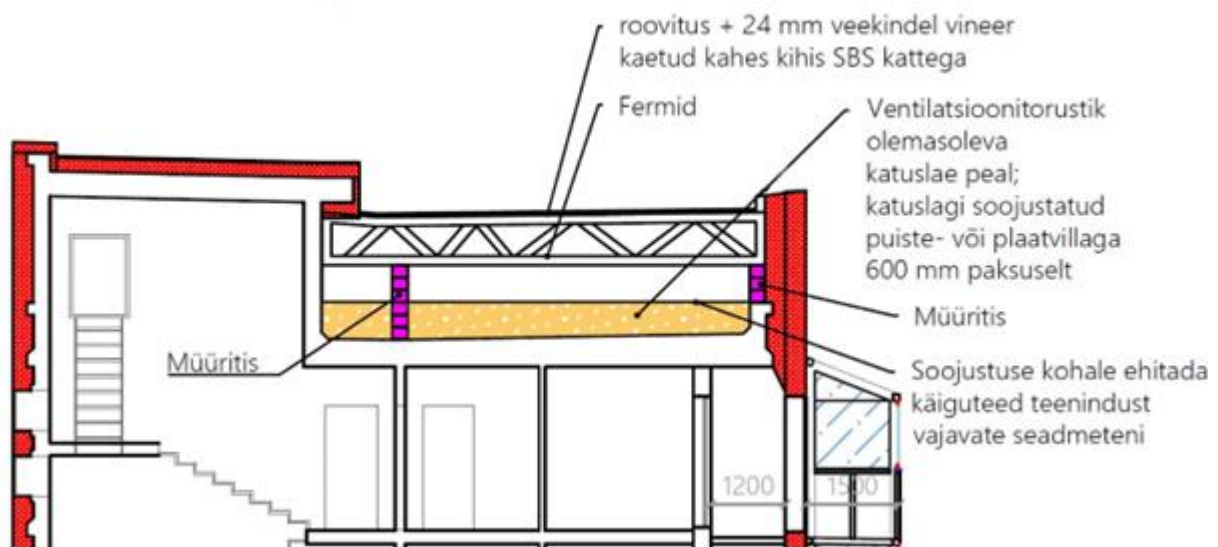 roovitus + 24 mm veekindel vineer
kaetud kahes kihis SBS kattega
Fermid
Ventilatsioonitorustik
olemasoleva
katuslae peal;
katuslagi soojustatud
puiste- või plaatvillaga
600 mm paksuselt
Müüritis
Müüritis
Soojustuse kohale ehitada
käiguteed teenindust
vajavate seadmeteni
1200
1500